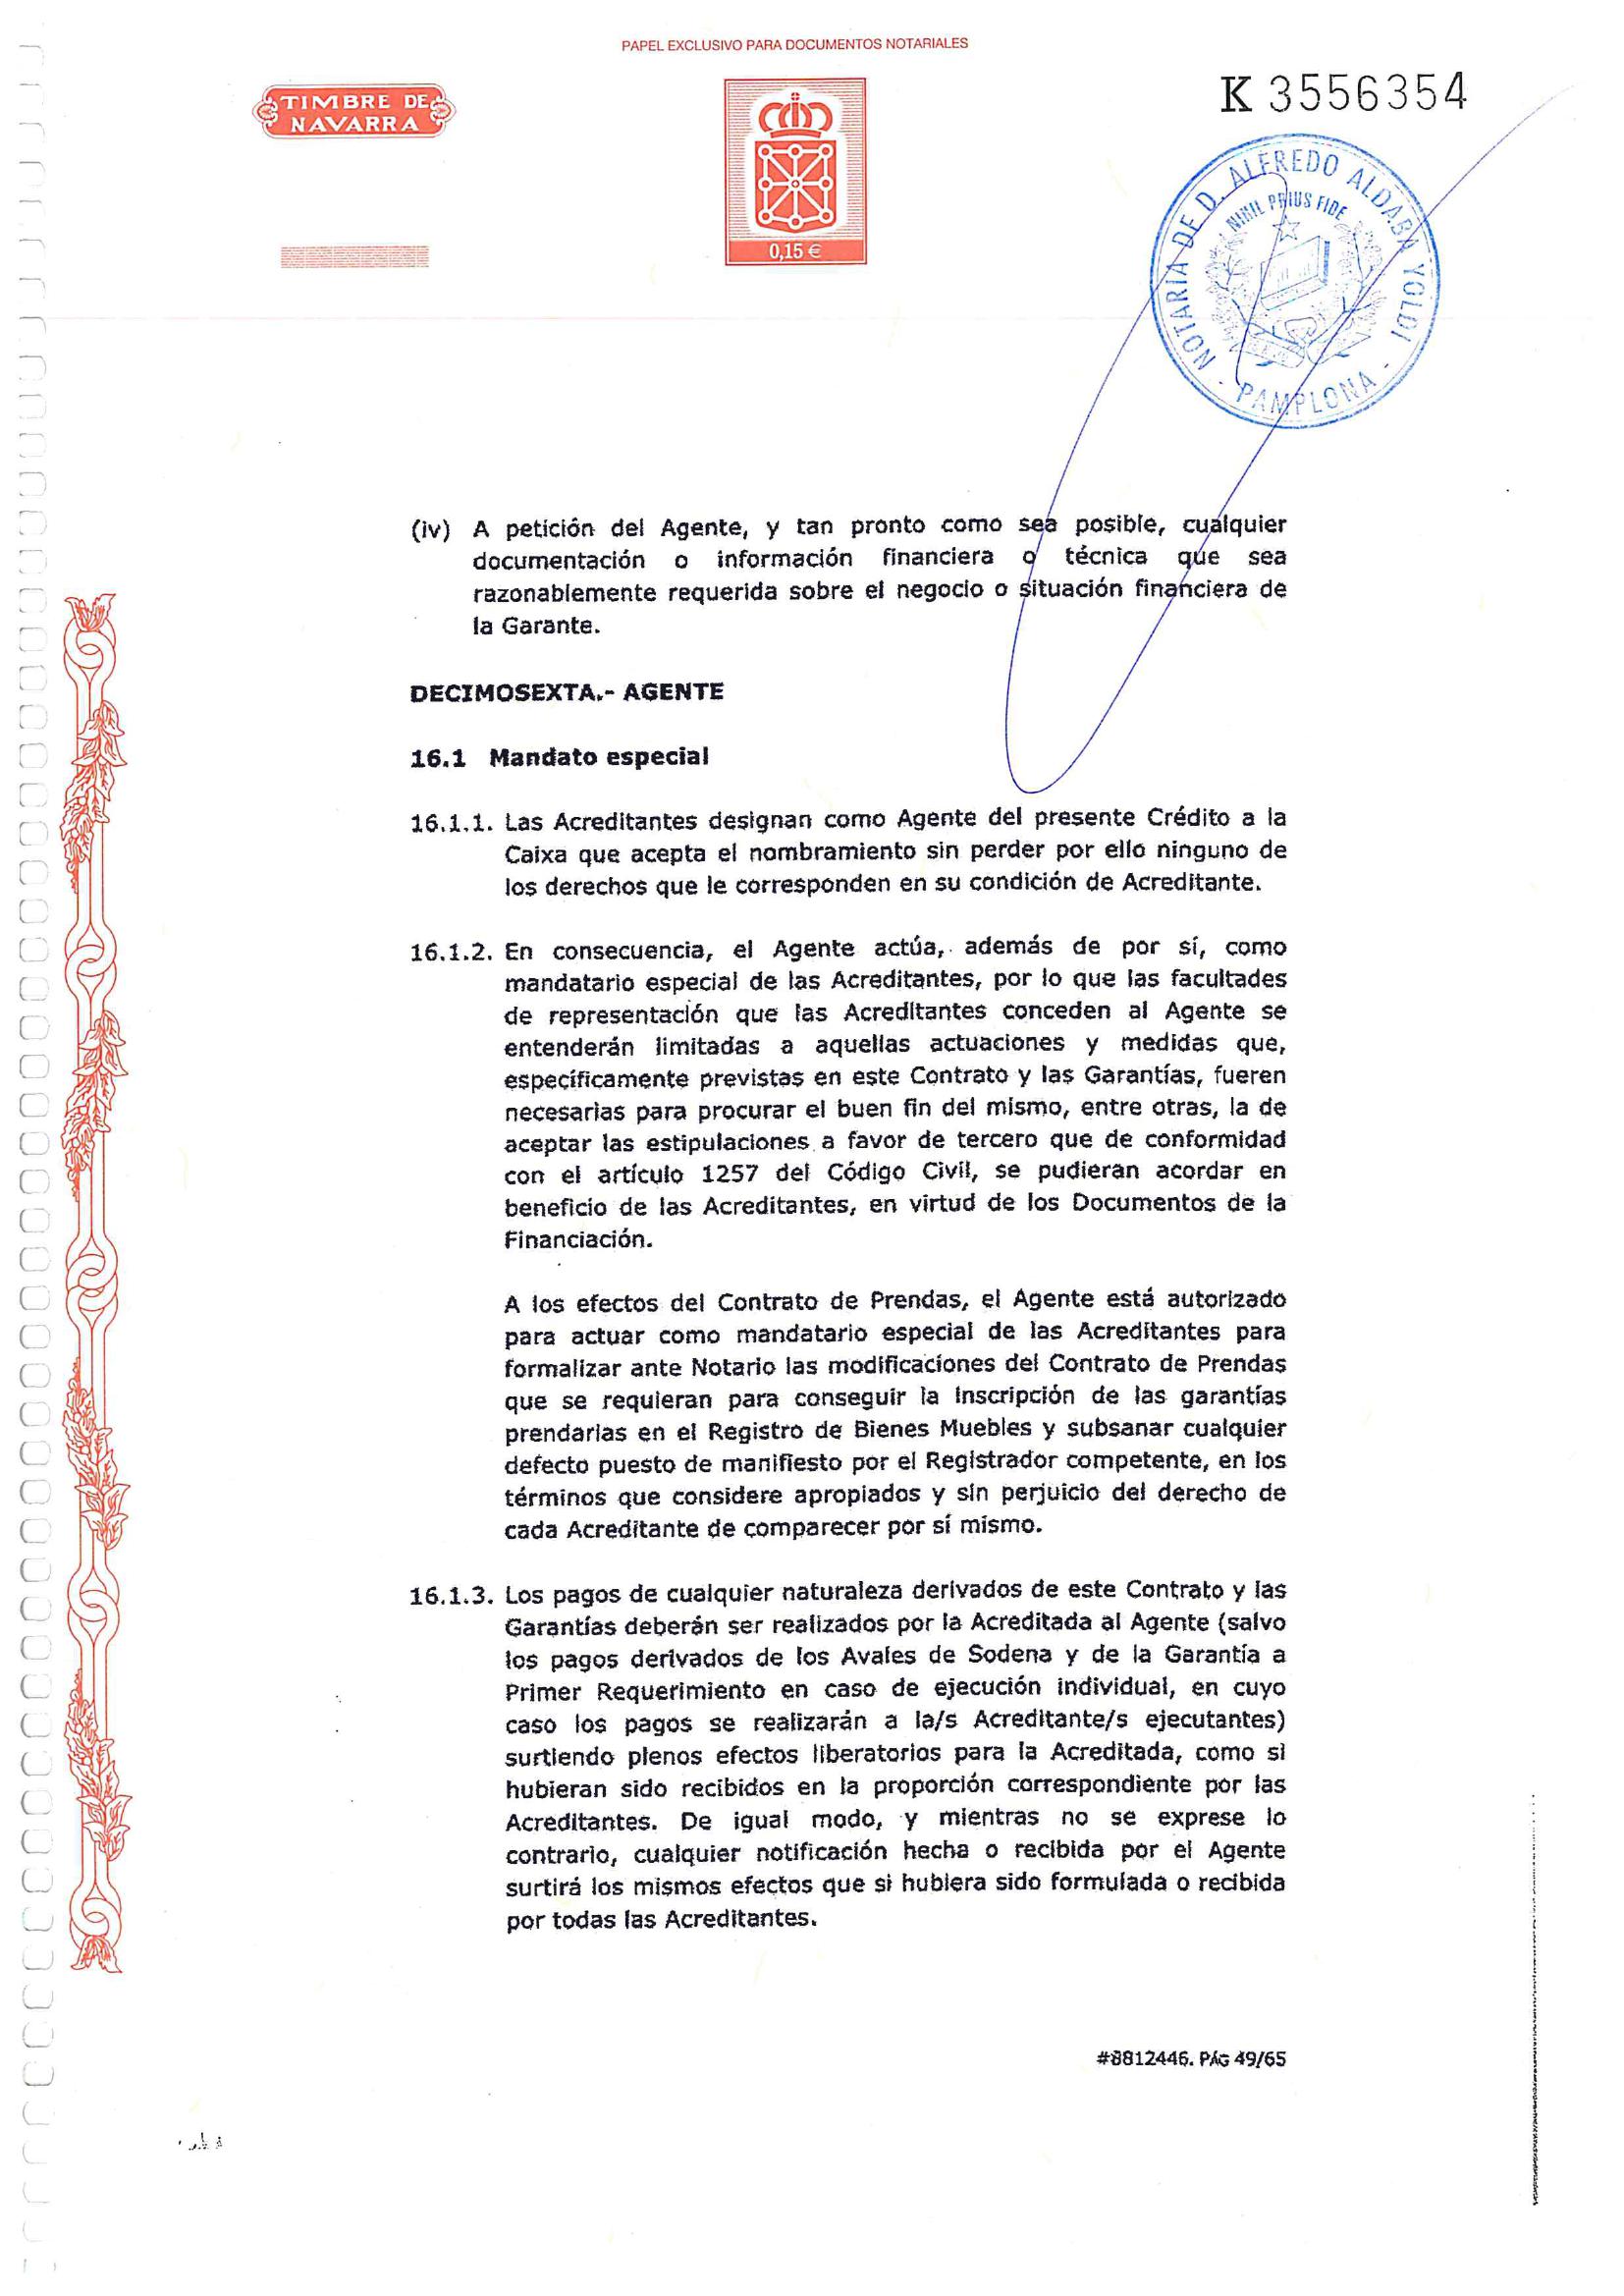 PAPEL EXCLUSIVO PARA DOCUMENTOS NOTARIALES
TIMBRE DE
NAVARRA
0,15 €
K 3556354
NOTARIA DE D. ALFREDO ALDABA YOLDI
NIHIL PRIUS FIDE
- PAMPLONA -
(iv) A petición del Agente, y tan pronto como sea posible, cualquier
documentación o información financiera o técnica que sea
razonablemente requerida sobre el negocio o situación financiera de
la Garante.
DECIMOSEXTA.- AGENTE
16.1 Mandato especial
16.1.1. Las Acreditantes designan como Agente del presente Crédito a la
Caixa que acepta el nombramiento sin perder por ello ninguno de
los derechos que le corresponden en su condición de Acreditante.
16.1.2. En consecuencia, el Agente actúa, además de por sí, como
mandatario especial de las Acreditantes, por lo que las facultades
de representación que las Acreditantes conceden al Agente se
entenderán limitadas a aquellas actuaciones y medidas que,
específicamente previstas en este Contrato y las Garantías, fueren
necesarias para procurar el buen fin del mismo, entre otras, la de
aceptar las estipulaciones a favor de tercero que de conformidad
con el artículo 1257 del Código Civil, se pudieran acordar en
beneficio de las Acreditantes, en virtud de los Documentos de la
Financiación.
A los efectos del Contrato de Prendas, el Agente está autorizado
para actuar como mandatario especial de las Acreditantes para
formalizar ante Notario las modificaciones del Contrato de Prendas
que se requieran para conseguir la inscripción de las garantías
prendarias en el Registro de Bienes Muebles y subsanar cualquier
defecto puesto de manifiesto por el Registrador competente, en los
términos que considere apropiados y sin perjuicio del derecho de
cada Acreditante de comparecer por sí mismo.
16.1.3. Los pagos de cualquier naturaleza derivados de este Contrato y las
Garantías deberán ser realizados por la Acreditada al Agente (salvo
los pagos derivados de los Avales de Sodena y de la Garantía a
Primer Requerimiento en caso de ejecución individual, en cuyo
caso los pagos se realizarán a la/s Acreditante/s ejecutantes)
surtiendo plenos efectos liberatorios para la Acreditada, como si
hubieran sido recibidos en la proporción correspondiente por las
Acreditantes. De igual modo, y mientras no se exprese lo
contrario, cualquier notificación hecha o recibida por el Agente
surtirá los mismos efectos que si hubiera sido formulada o recibida
por todas las Acreditantes.
#8812446. PÁG 49/65